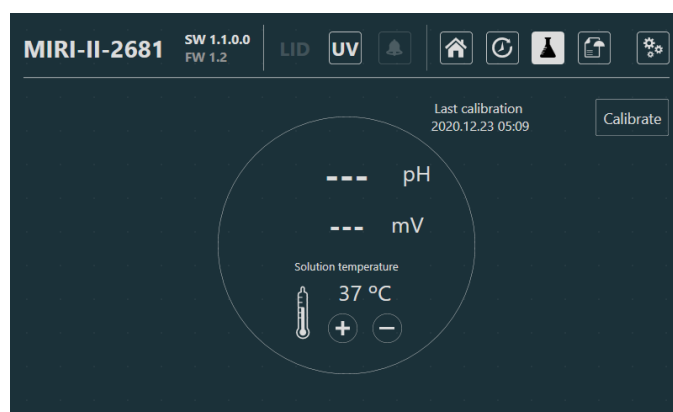 MIRI-II-2681 SW 1.1.0.0 LID UV
FW 1.2
Last calibration
2020.12.23 05:09
Calibrate
--- pH
--- mV
Solution temperature
37 ºC
+ −